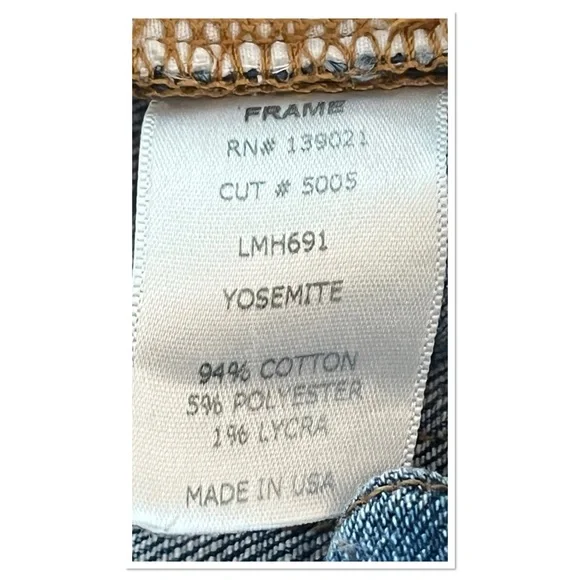 FRAME
RN# 139021
CUT # 5005
LMH691
YOSEMITE
94% COTTON
5% POLYESTER
1% LYCRA
MADE IN USA